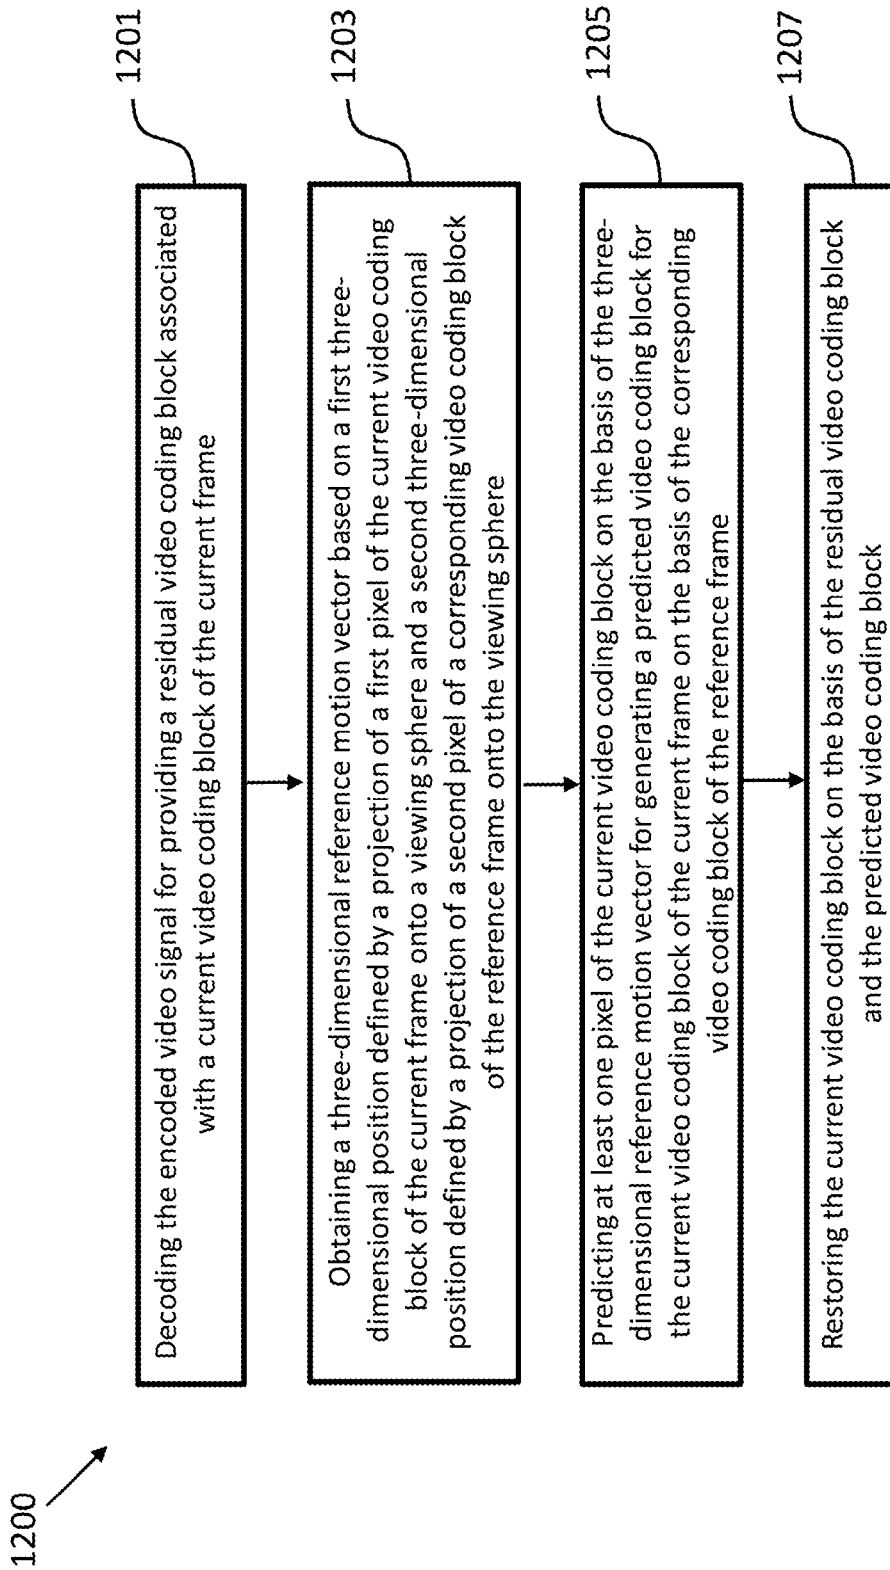 1200
1201
Decoding the encoded video signal for providing a residual video coding block associated
with a current video coding block of the current frame
1203
Obtaining a three-dimensional reference motion vector based on a first three-
dimensional position defined by a projection of a first pixel of the current video coding
block of the current frame onto a viewing sphere and a second three-dimensional
position defined by a projection of a second pixel of a corresponding video coding block
of the reference frame onto the viewing sphere
1205
Predicting at least one pixel of the current video coding block on the basis of the three-
dimensional reference motion vector for generating a predicted video coding block for
the current video coding block of the current frame on the basis of the corresponding
video coding block of the reference frame
1207
Restoring the current video coding block on the basis of the residual video coding block
and the predicted video coding block